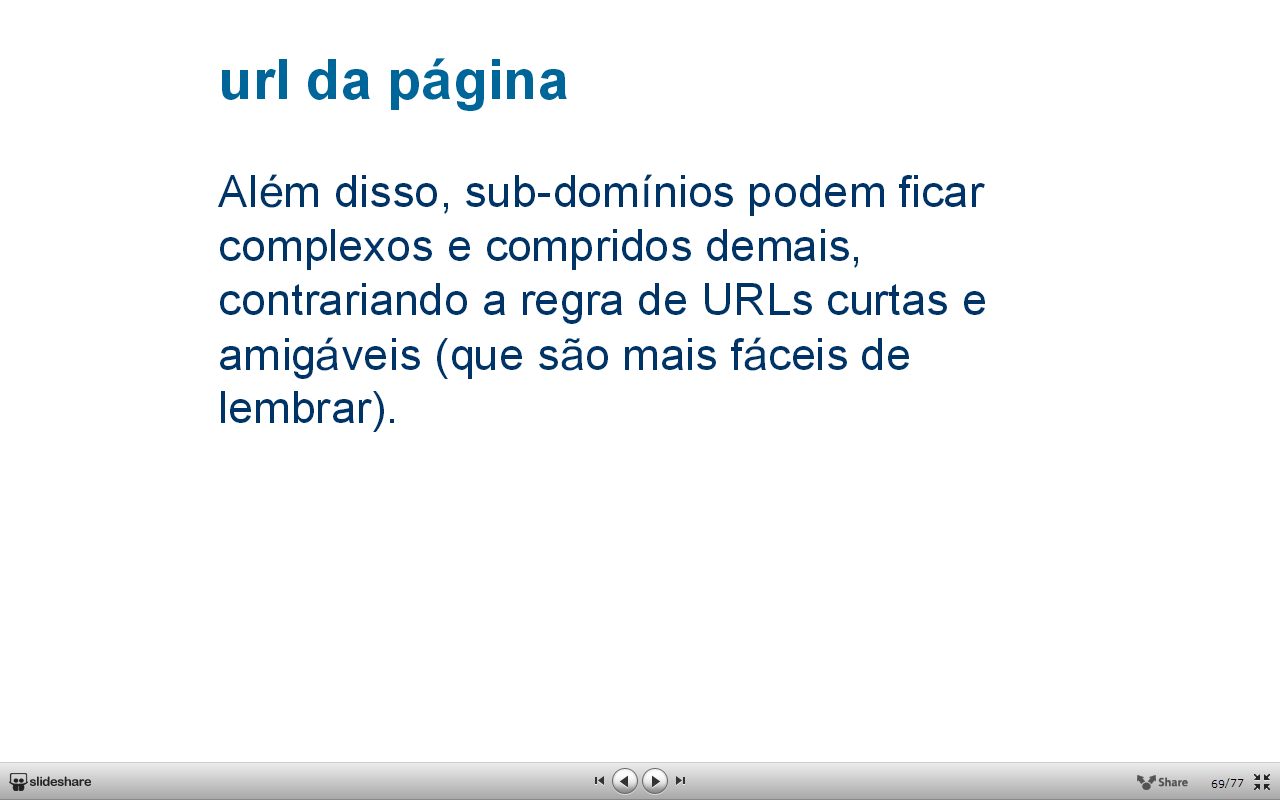 url da página
Além disso, sub-domínios podem ficar
complexos e compridos demais,
contrariando a regra de URLs curtas e
amigáveis (que são mais fáceis de
lembrar).
slideshare
Share
69/77